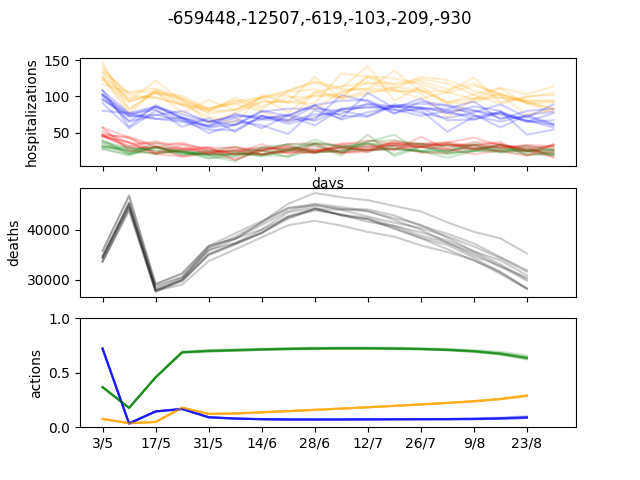 -659448,-12507,-619,-103,-209,-930
150
100
50
hospitalizations
days
40000
30000
deaths
1.0
0.5
0.0
actions
3/5 17/5 31/5 14/6 28/6 12/7 26/7 9/8 23/8